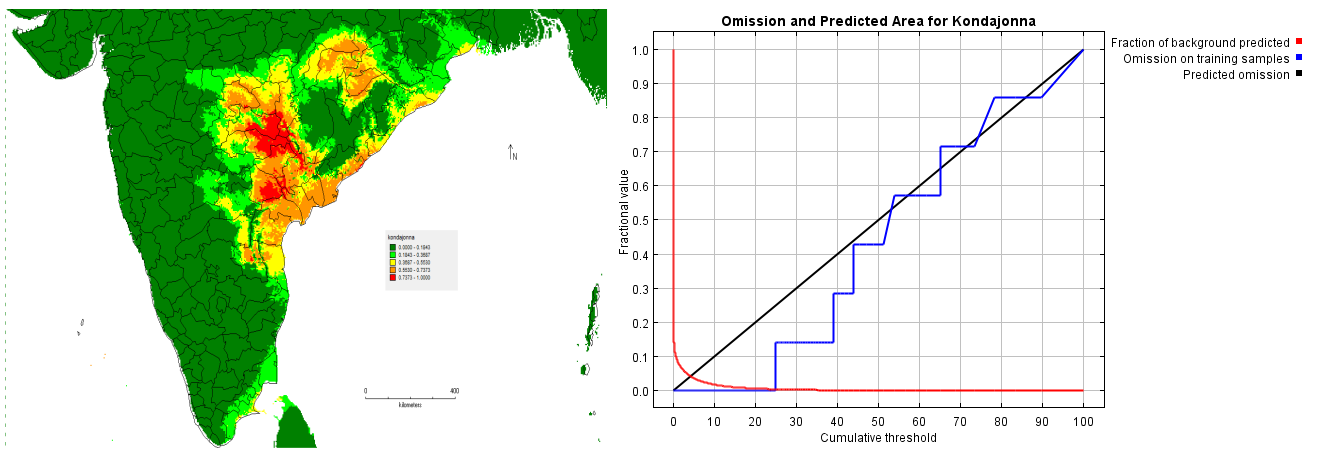 N
kondajonna
0.0000 - 0.1843
0.1843 - 0.3687
0.3687 - 0.5530
0.5530 - 0.7373
0.7373 - 1.0000
0 400
kilometers
Omission and Predicted Area for Kondajonna
Fraction of background predicted
Omission on training samples
Predicted omission
Fractional value
1.0
0.9
0.8
0.7
0.6
0.5
0.4
0.3
0.2
0.1
0.0
0 10 20 30 40 50 60 70 80 90 100
Cumulative threshold